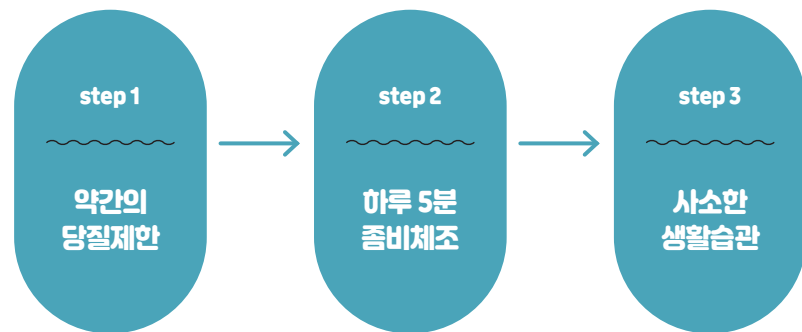 step 1
약간의
당질제한
step 2
하루 5분
좀비체조
step 3
사소한
생활습관